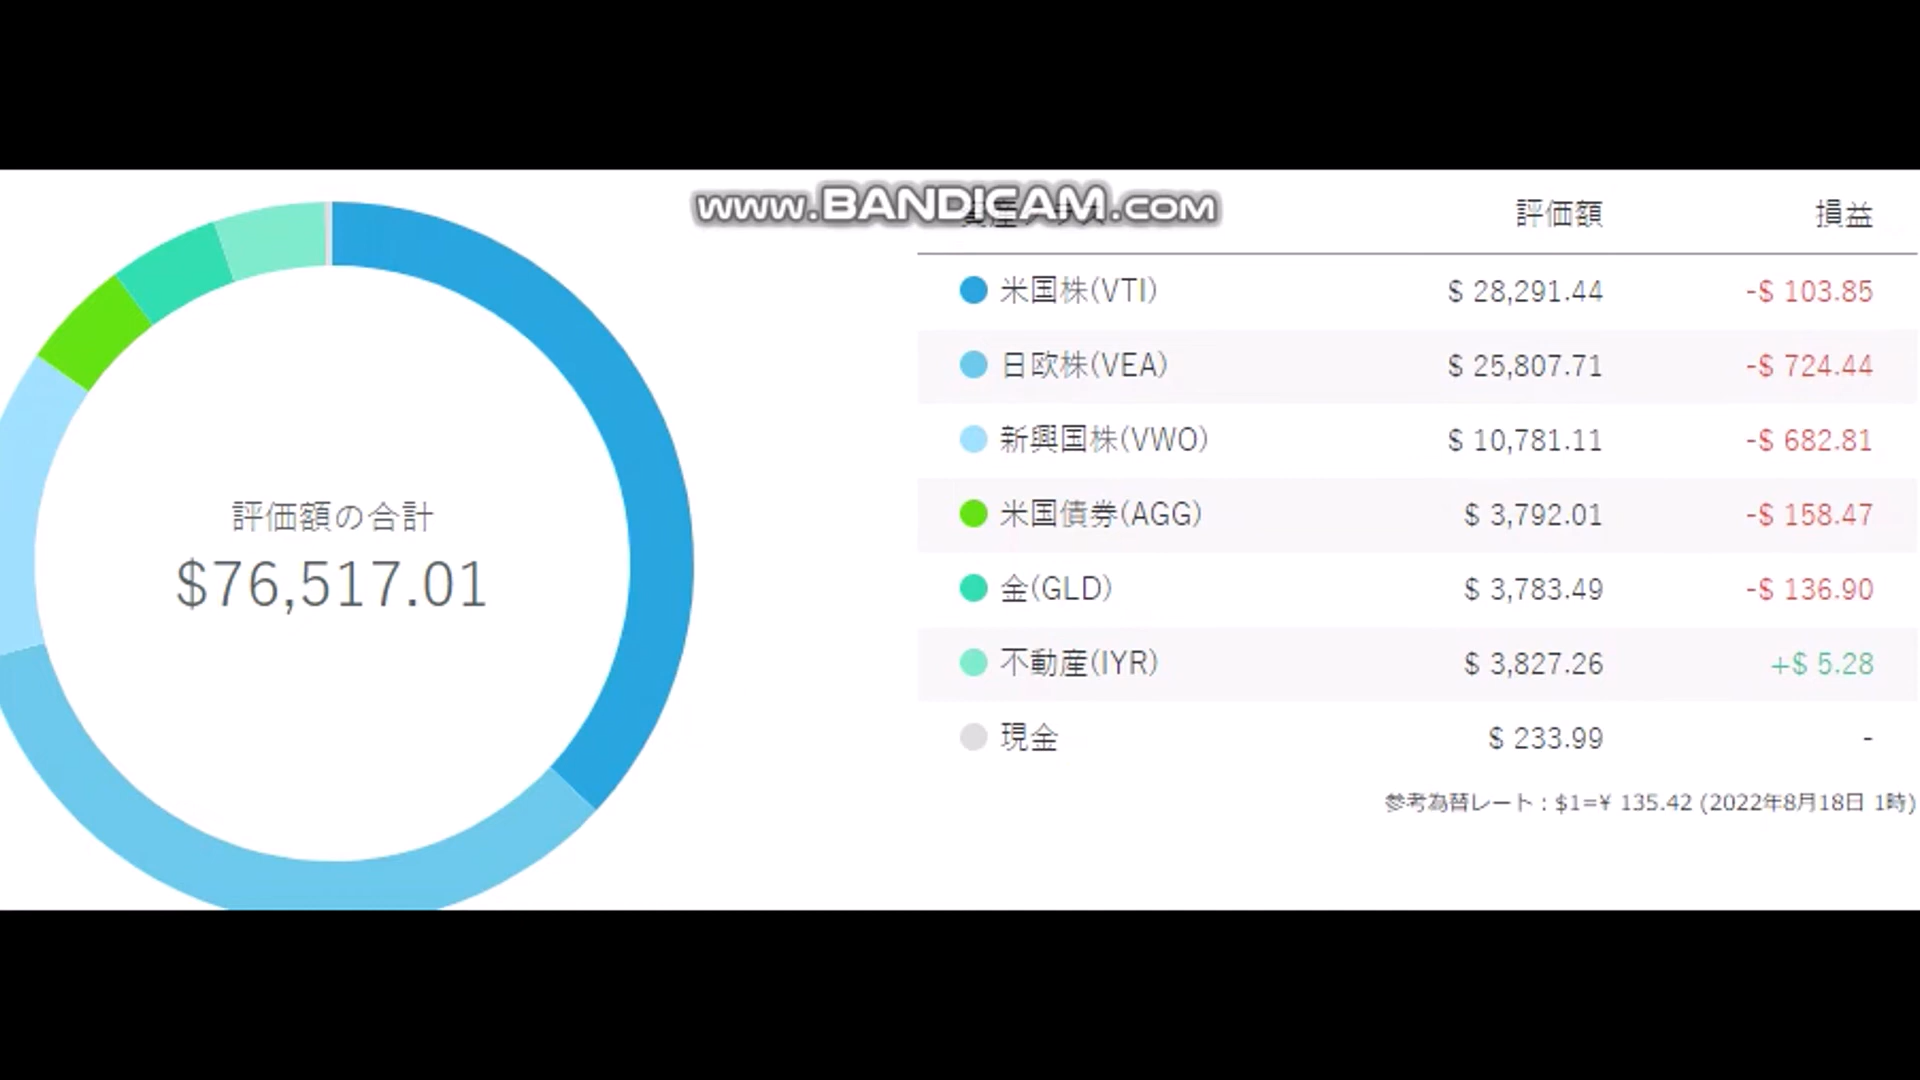 www.BANDICAM.com
評価額 損益
米国株(VTI) $ 28,291.44 -$ 103.85
日欧株(VEA) $ 25,807.71 -$ 724.44
新興国株(VWO) $ 10,781.11 -$ 682.81
米国債券(AGG) $ 3,792.01 -$ 158.47
金(GLD) $ 3,783.49 -$ 136.90
不動産(IYR) $ 3,827.26 +$ 5.28
現金 $ 233.99 -
参考為替レート : $1=¥ 135.42 (2022年8月18日 1時)
評価額の合計
$76,517.01